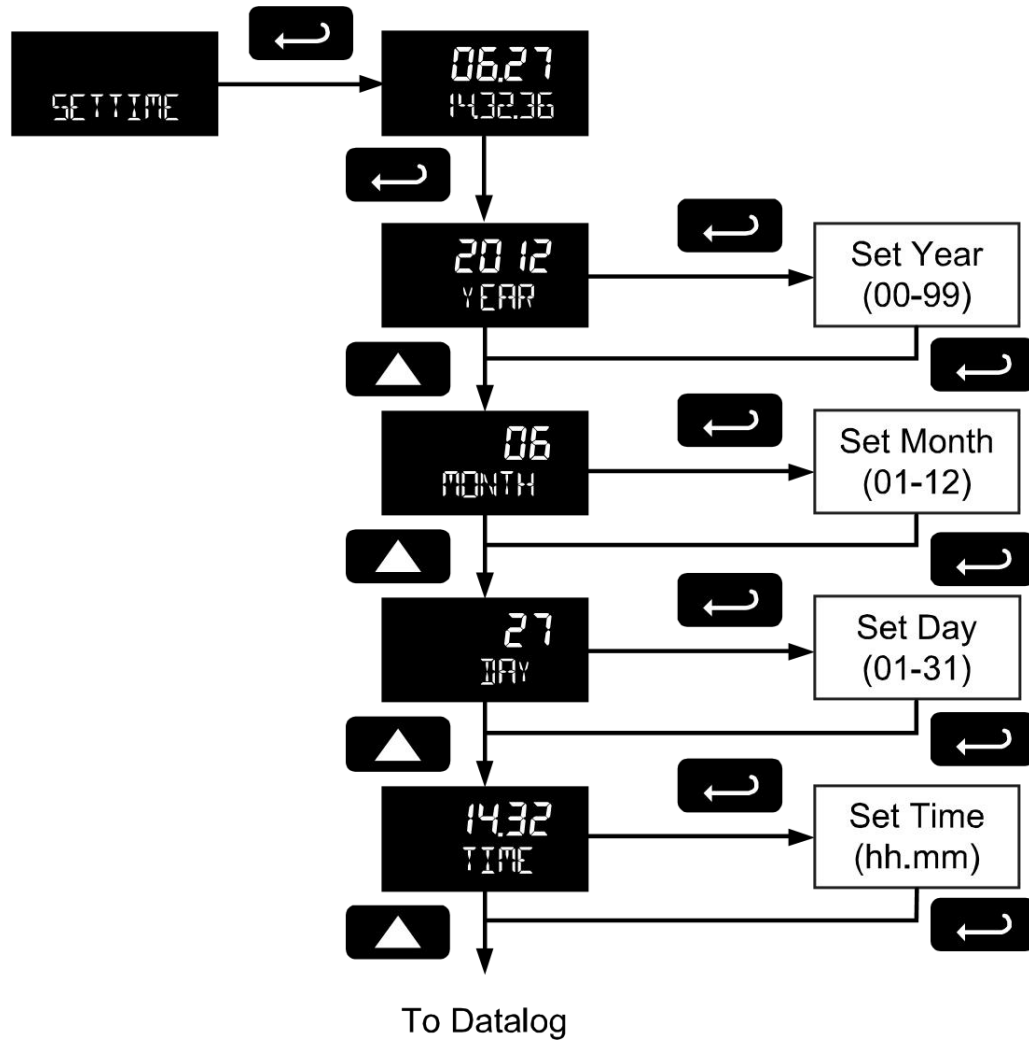 SETTIME
06.27
14.32.36
2012
YEAR
Set Year
(00-99)
06
MONTH
Set Month
(01-12)
27
DAY
Set Day
(01-31)
14.32
TIME
Set Time
(hh.mm)
To Datalog